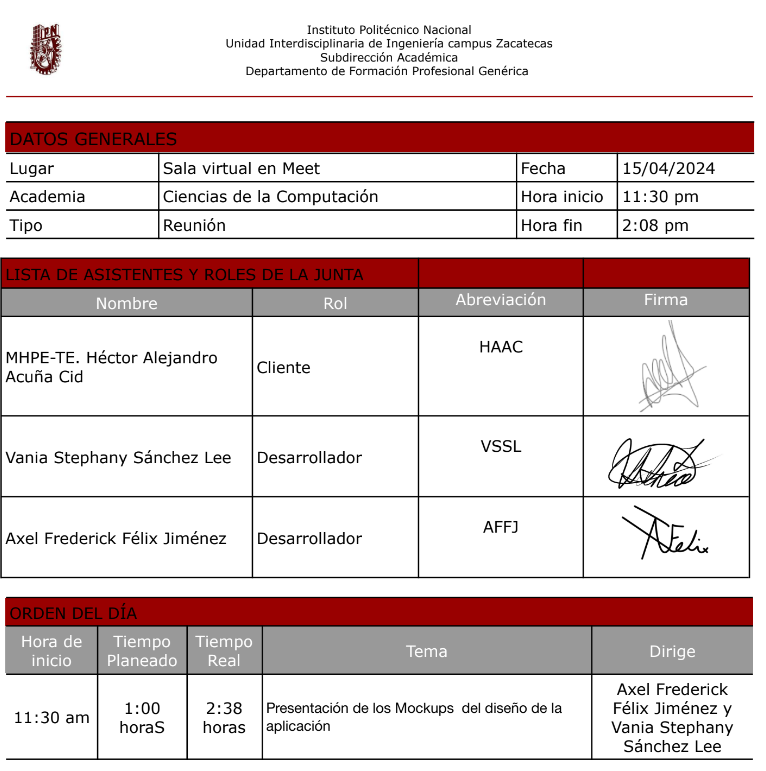 Instituto Politécnico Nacional
Unidad Interdisciplinaria de Ingeniería campus Zacatecas
Subdirección Académica
Departamento de Formación Profesional Genérica
DATOS GENERALES
Lugar Sala virtual en Meet Fecha 15/04/2024
Academia Ciencias de la Computación Hora inicio 11:30 pm
Tipo Reunión Hora fin 2:08 pm
LISTA DE ASISTENTES Y ROLES DE LA JUNTA
Nombre Rol Abreviación Firma
MHPE-TE. Héctor Alejandro
Acuña Cid
Cliente
HAAC
Vania Stephany Sánchez Lee
Desarrollador
VSSL
Axel Frederick Félix Jiménez
Desarrollador
AFFJ
AFelix
ORDEN DEL DÍA
Hora de
inicio
Tiempo
Planeado
Tiempo
Real
Tema
Dirige
11:30 am
1:00
horaS
2:38
horas
Presentación de los Mockups  del diseño de la
aplicación
Axel Frederick
Félix Jiménez y
Vania Stephany
Sánchez Lee